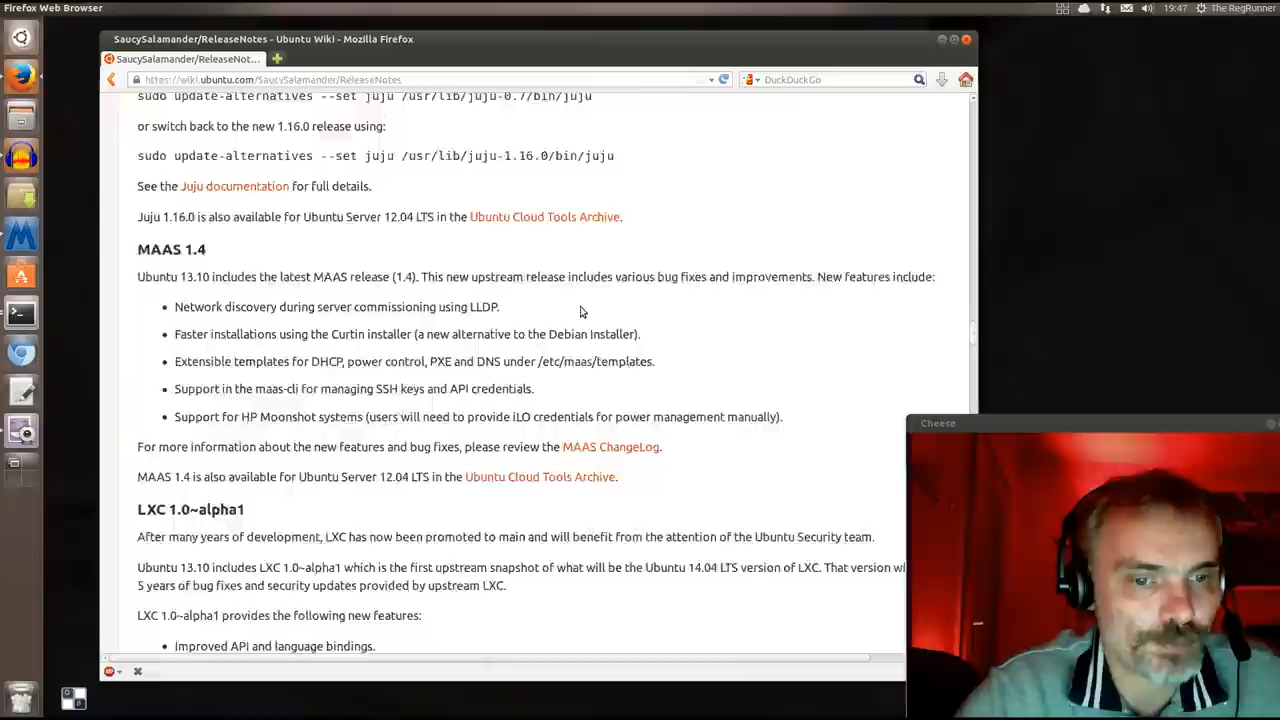 Firefox Web Browser
19:47
The RegRunner
SaucySalamander/ReleaseNotes - Ubuntu Wiki - Mozilla Firefox
SaucySalamander/ReleaseNot...
https://wiki.ubuntu.com/SaucySalamander/ReleaseNotes
DuckDuckGo
sudo update-alternatives --set juju /usr/lib/juju-0.7/bin/juju
or switch back to the new 1.16.0 release using:
sudo update-alternatives --set juju /usr/lib/juju-1.16.0/bin/juju
See the Juju documentation for full details.
Juju 1.16.0 is also available for Ubuntu Server 12.04 LTS in the Ubuntu Cloud Tools Archive.
MAAS 1.4
Ubuntu 13.10 includes the latest MAAS release (1.4). This new upstream release includes various bug fixes and improvements. New features include:
• Network discovery during server commissioning using LLDP.
• Faster installations using the Curtin installer (a new alternative to the Debian Installer).
• Extensible templates for DHCP, power control, PXE and DNS under /etc/maas/templates.
• Support in the maas-cli for managing SSH keys and API credentials.
• Support for HP Moonshot systems (users will need to provide iLO credentials for power management manually).
For more information about the new features and bug fixes, please review the MAAS ChangeLog.
MAAS 1.4 is also available for Ubuntu Server 12.04 LTS in the Ubuntu Cloud Tools Archive.
LXC 1.0~alpha1
After many years of development, LXC has now been promoted to main and will benefit from the attention of the Ubuntu Security team.
Ubuntu 13.10 includes LXC 1.0~alpha1 which is the first upstream snapshot of what will be the Ubuntu 14.04 LTS version of LXC. That version
5 years of bug fixes and security updates provided by upstream LXC.
LXC 1.0~alpha1 provides the following new features:
• Improved API and language bindings.
Cheese